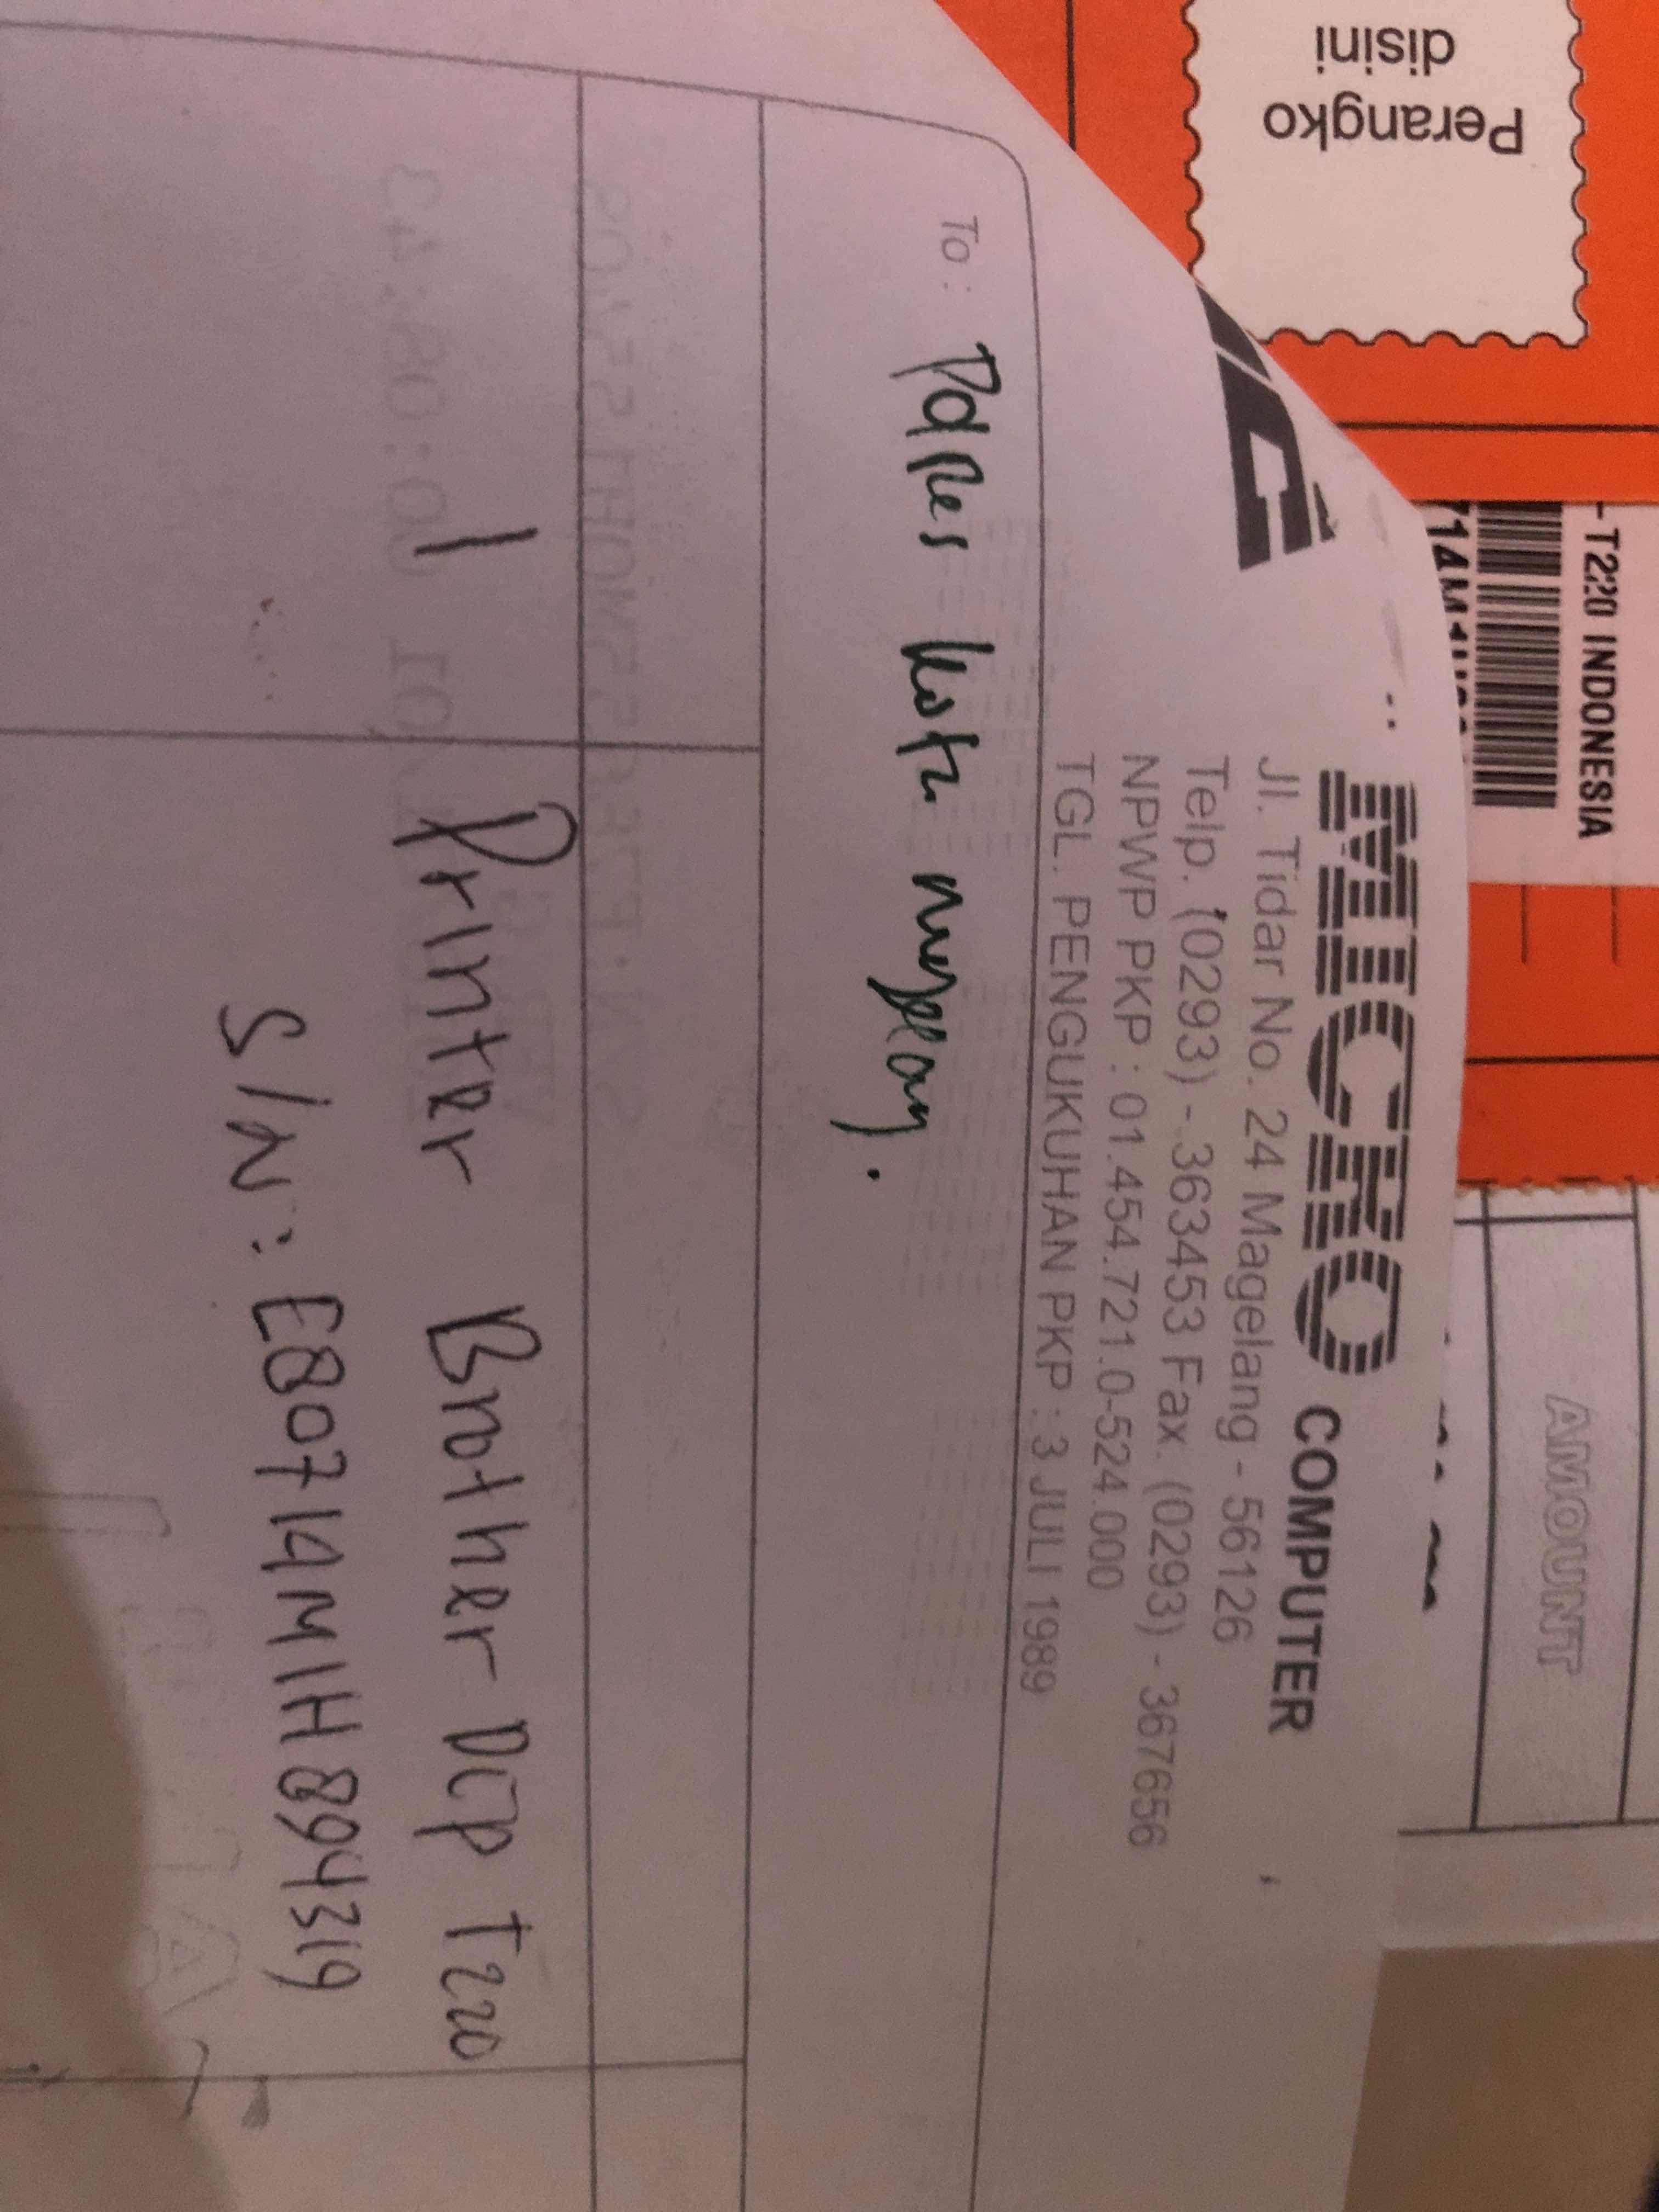 MICRO COMPUTER
Jl. Tidar No. 24 Magelang - 56126
Telp. (0293) - 363453 Fax. (0293) - 367656
NPWP PKP : 01.454.721.0-524.000
TGL. PENGUKUHAN PKP : 3 JULI 1989
To : Polres Kota
1 Printer Brother DCP T220
S/N : E80714M1H894319
Perangko
disini
-T220 INDONESIA
AMOUNT